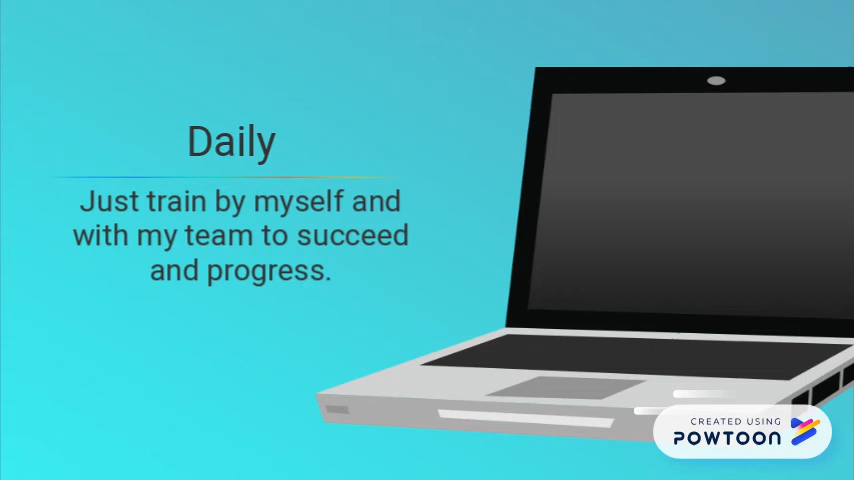 Daily
Just train by myself and
with my team to succeed
and progress.
CREATED USING
POWTOON